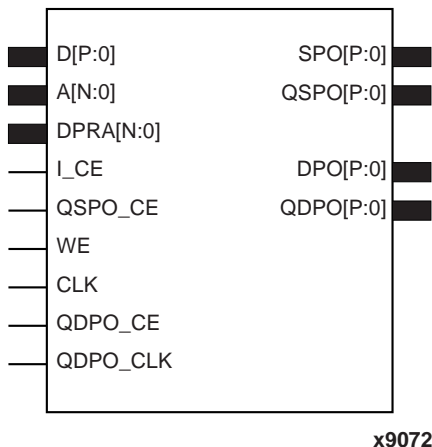 D[P:0] SPO[P:0]
A[N:0] QSPO[P:0]
DPRA[N:0]
I_CE DPO[P:0]
QSPO_CE QDPO[P:0]
WE
CLK
QDPO_CE
QDPO_CLK
x9072